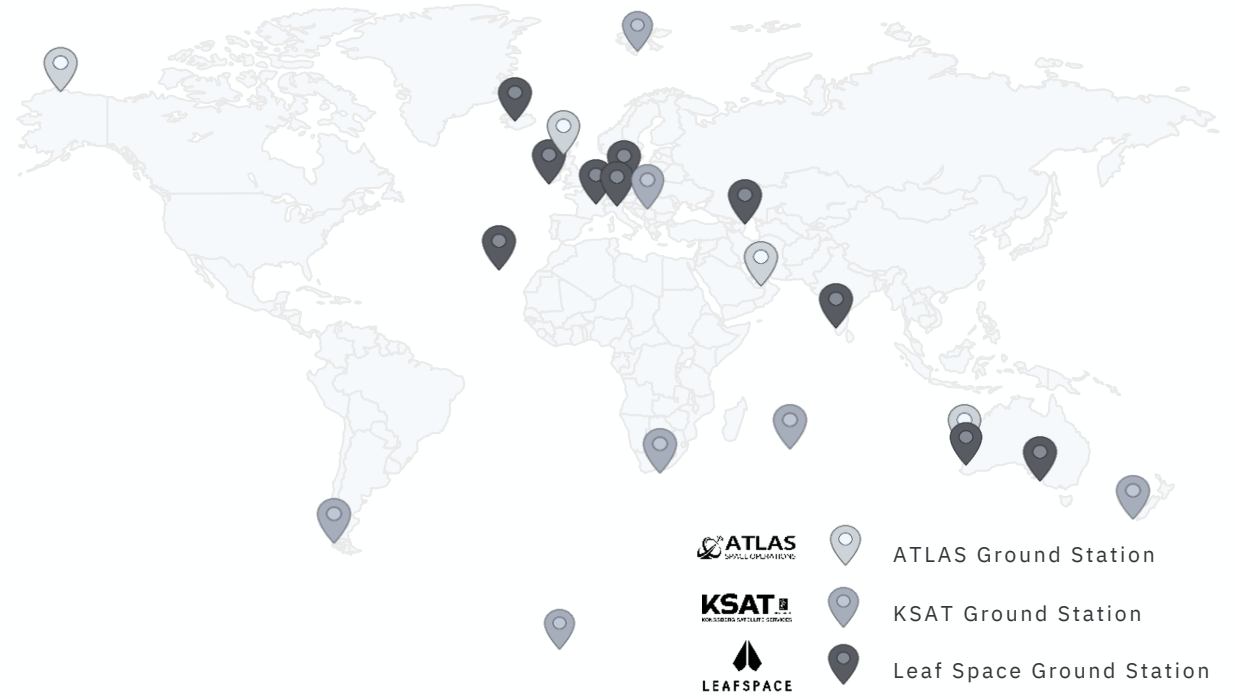 ATLAS
SPACE OPERATIONS
ATLAS Ground Station
KSAT
KONGSBERG SATELLITE SERVICES
KSAT Ground Station
LEAFSPACE
Leaf Space Ground Station